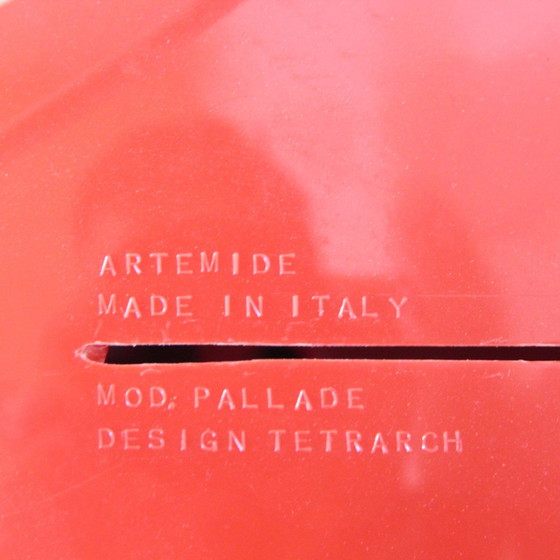 ARTEMIDE
MADE IN ITALY
MOD. PALLADE
DESIGN TETRARCH